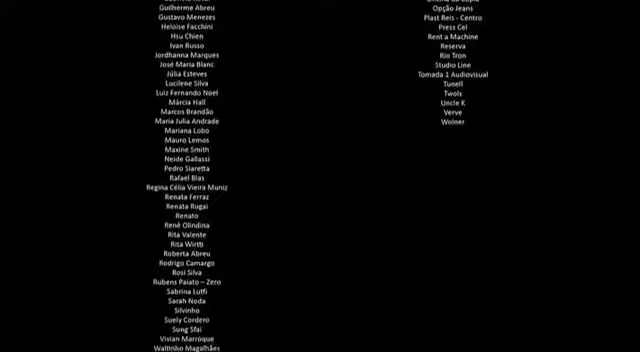 Guilherme Abreu
Gustavo Menezes
Heloise Facchini
Hsu Chien
Ivan Russo
Jordhanna Marques
José Maria Blanc
Júlia Esteves
Lucilene Silva
Luiz Fernando Noel
Márcia Hall
Marcos Brandão
Maria Julia Andrade
Mariana Lobo
Mauro Lemos
Maxine Smith
Neide Gallassi
Pedro Siaretta
Rafael Blas
Regina Célia Vieira Muniz
Renata Ferraz
Renata Rugai
Renato
Renê Olindina
Rita Valente
Rita Wirtti
Roberta Abreu
Rodrigo Camargo
Rosi Silva
Rubens Paiato – Zero
Sabrina Lutfi
Sarah Noda
Silvinho
Suely Cordero
Sung Sfai
Vivian Marroque
Waltinho Magalhães
Opção Jeans
Plast Reis - Centro
Press Cel
Rent a Machine
Reserva
Rio Tron
Studio Line
Tomada 1 Audiovisual
Tunell
Twols
Uncle K
Verve
Wolner